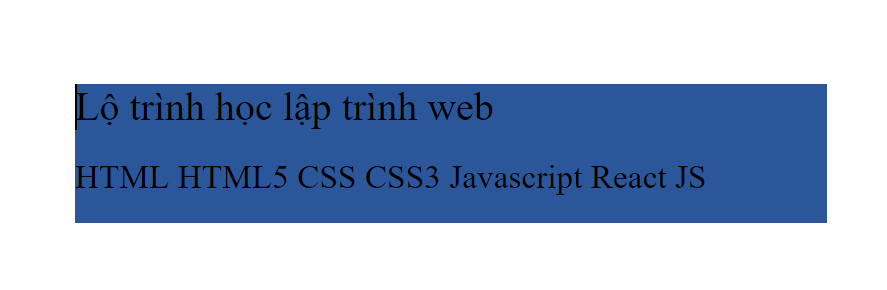 Lộ trình học lập trình web
HTML HTML5 CSS CSS3 Javascript React JS